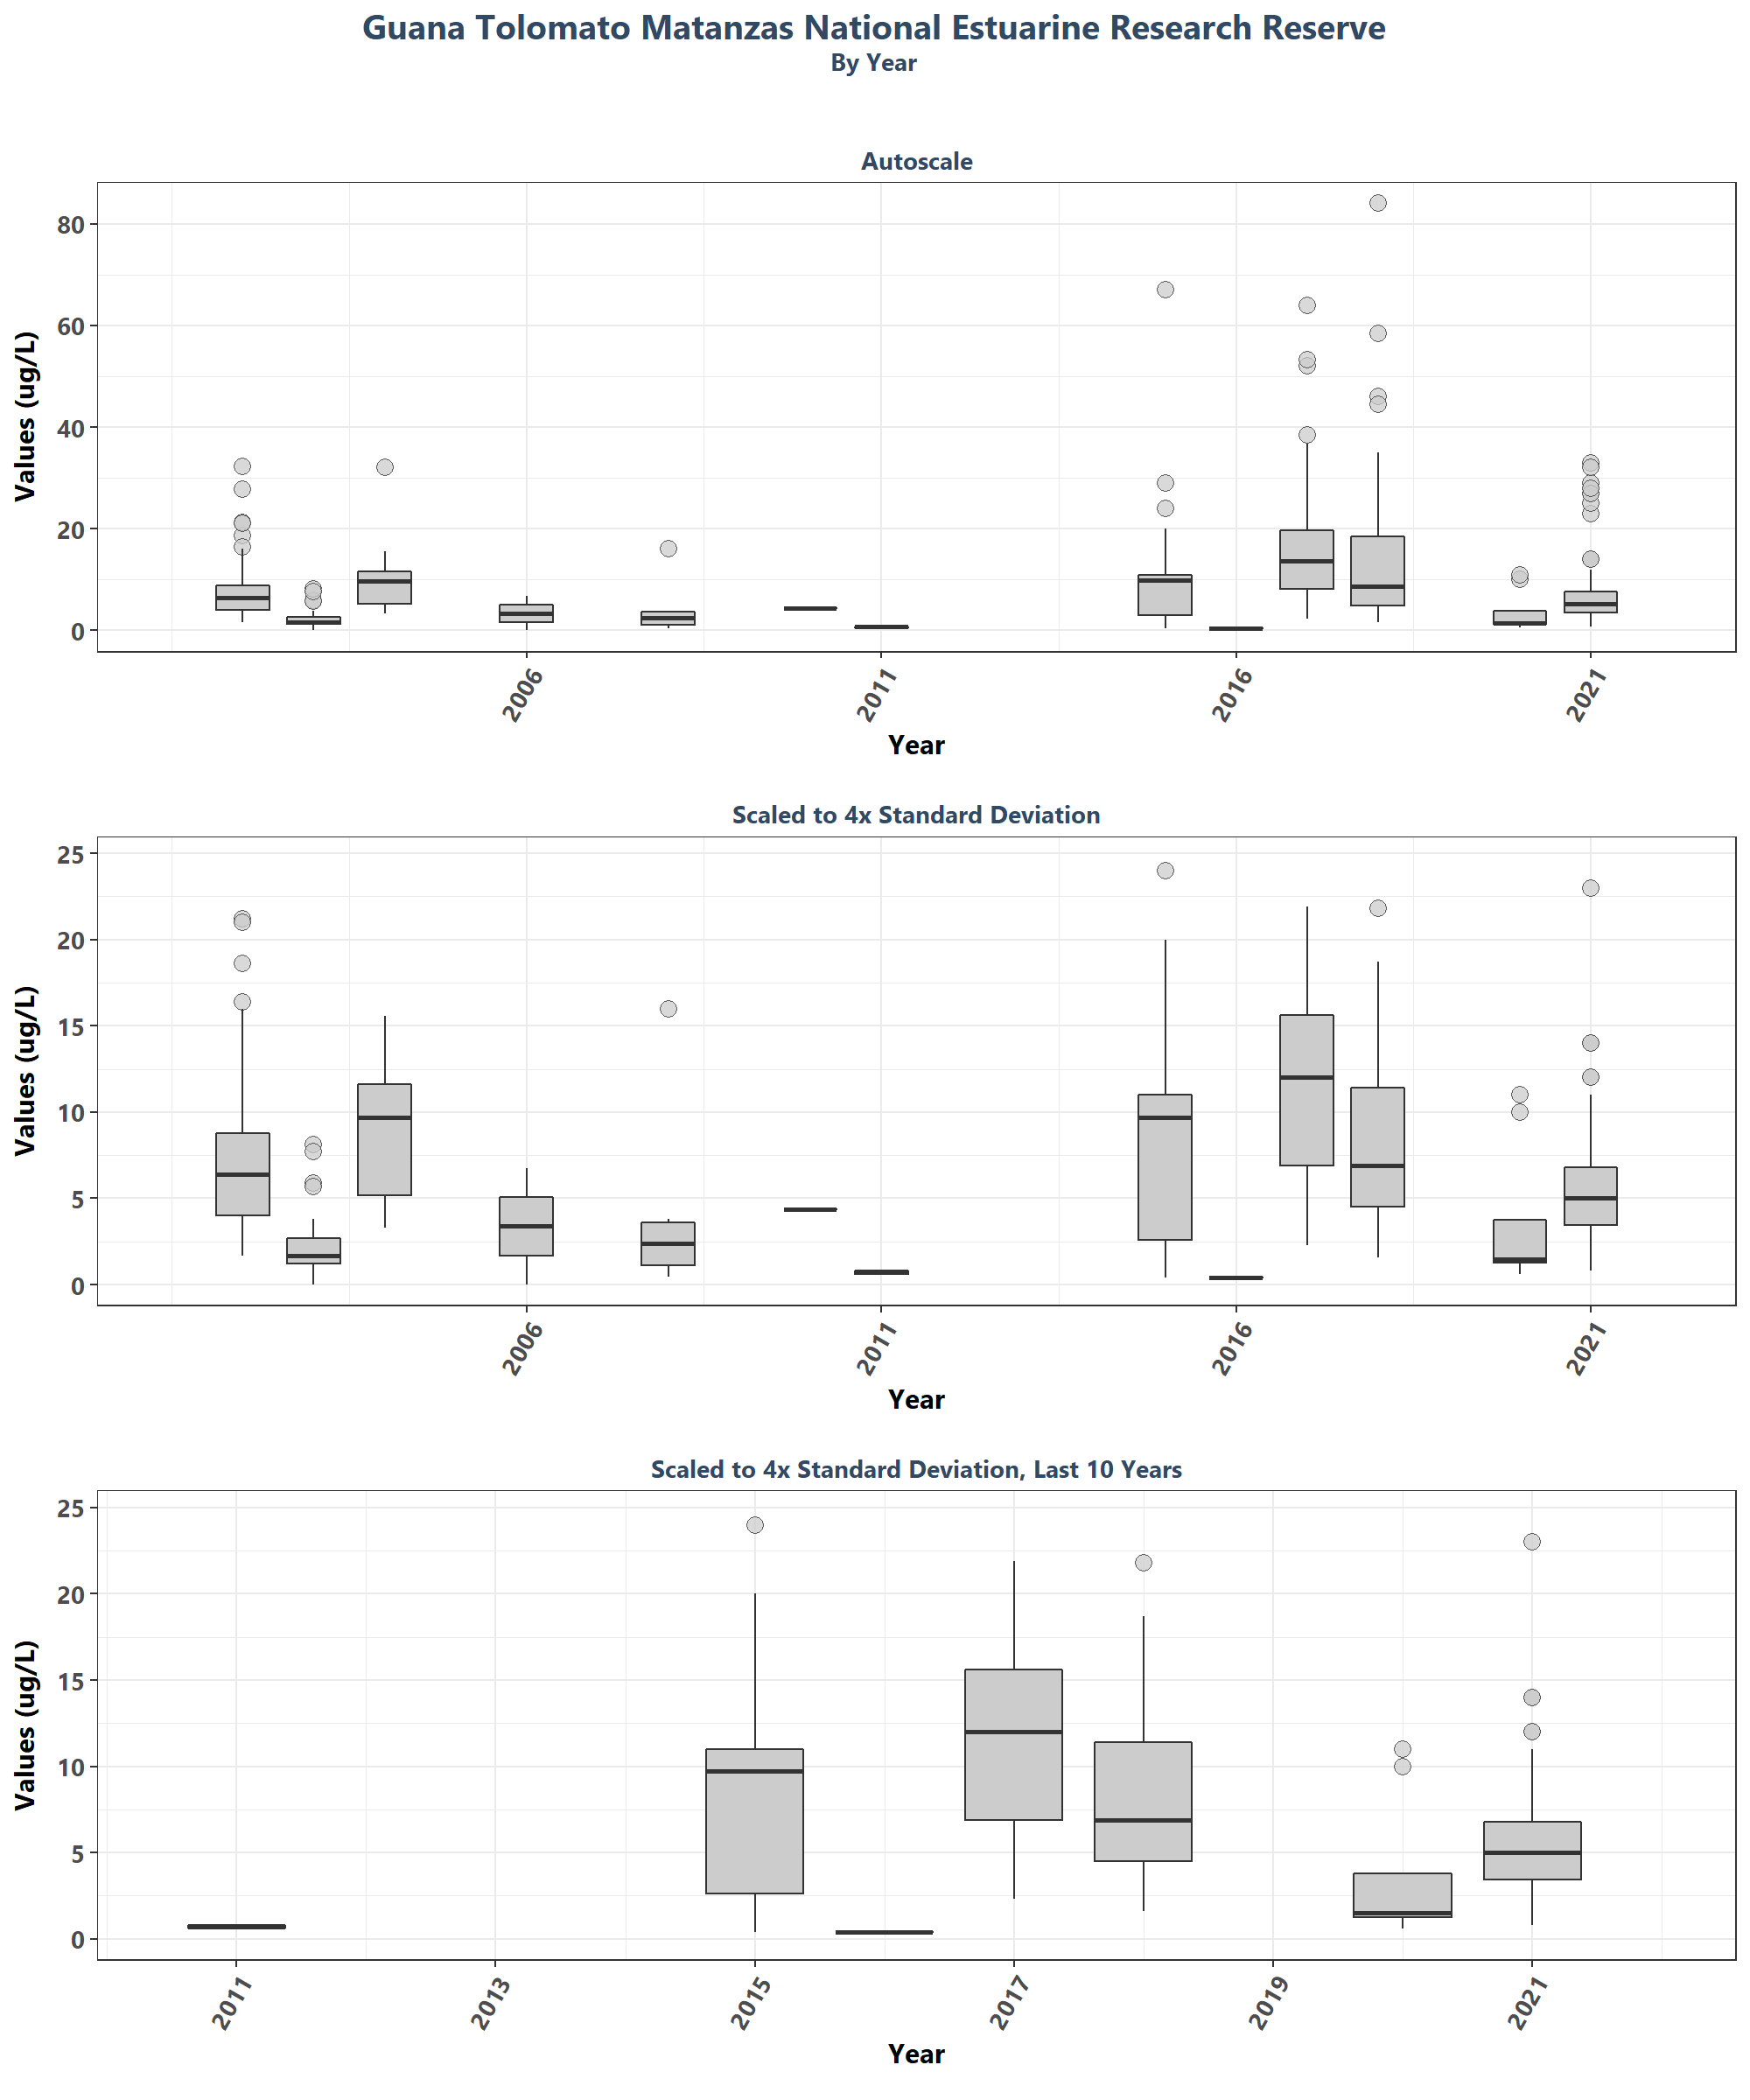 Guana Tolomato Matanzas National Estuarine Research Reserve
By Year
Autoscale
Values (ug/L)
80
60
40
20
0
2006
2011
2016
2021
Year
Scaled to 4x Standard Deviation
Values (ug/L)
25
20
15
10
5
0
2006
2011
2016
2021
Year
Scaled to 4x Standard Deviation, Last 10 Years
Values (ug/L)
25
20
15
10
5
0
2011
2013
2015
2017
2019
2021
Year